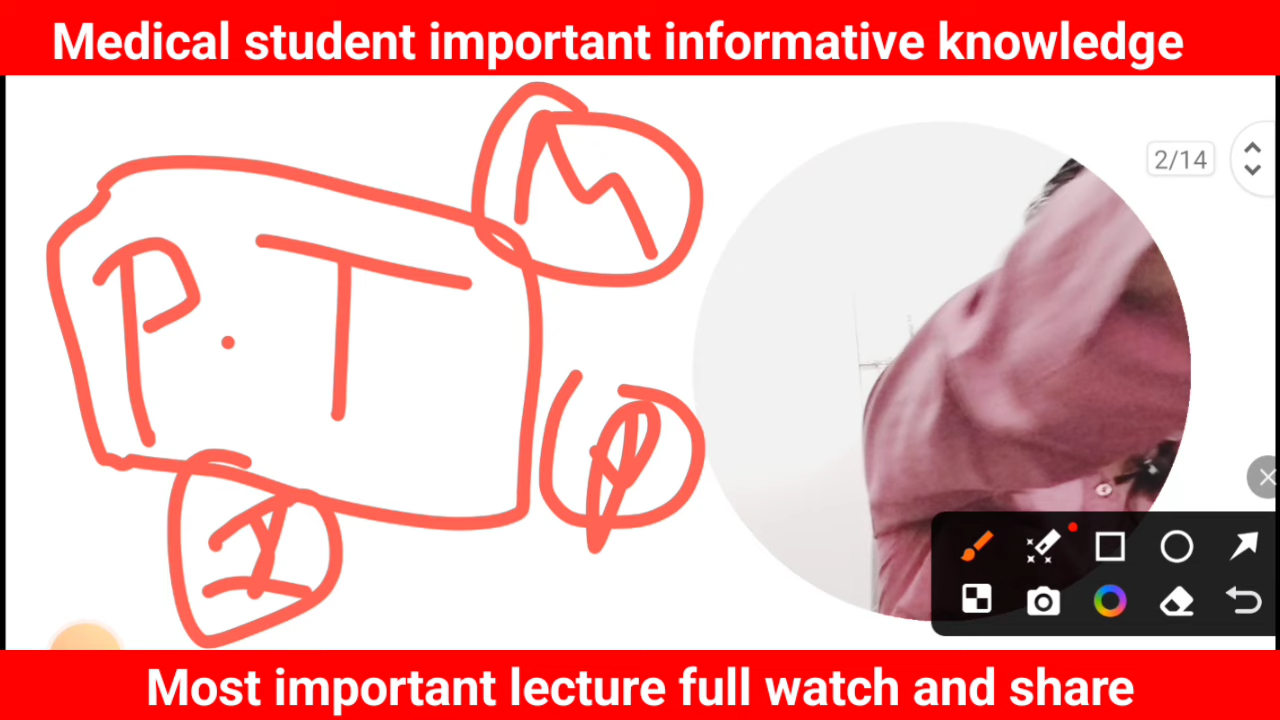 Medical student important informative knowledge
M
2/14
P. T
P
I
Most important lecture full watch and share